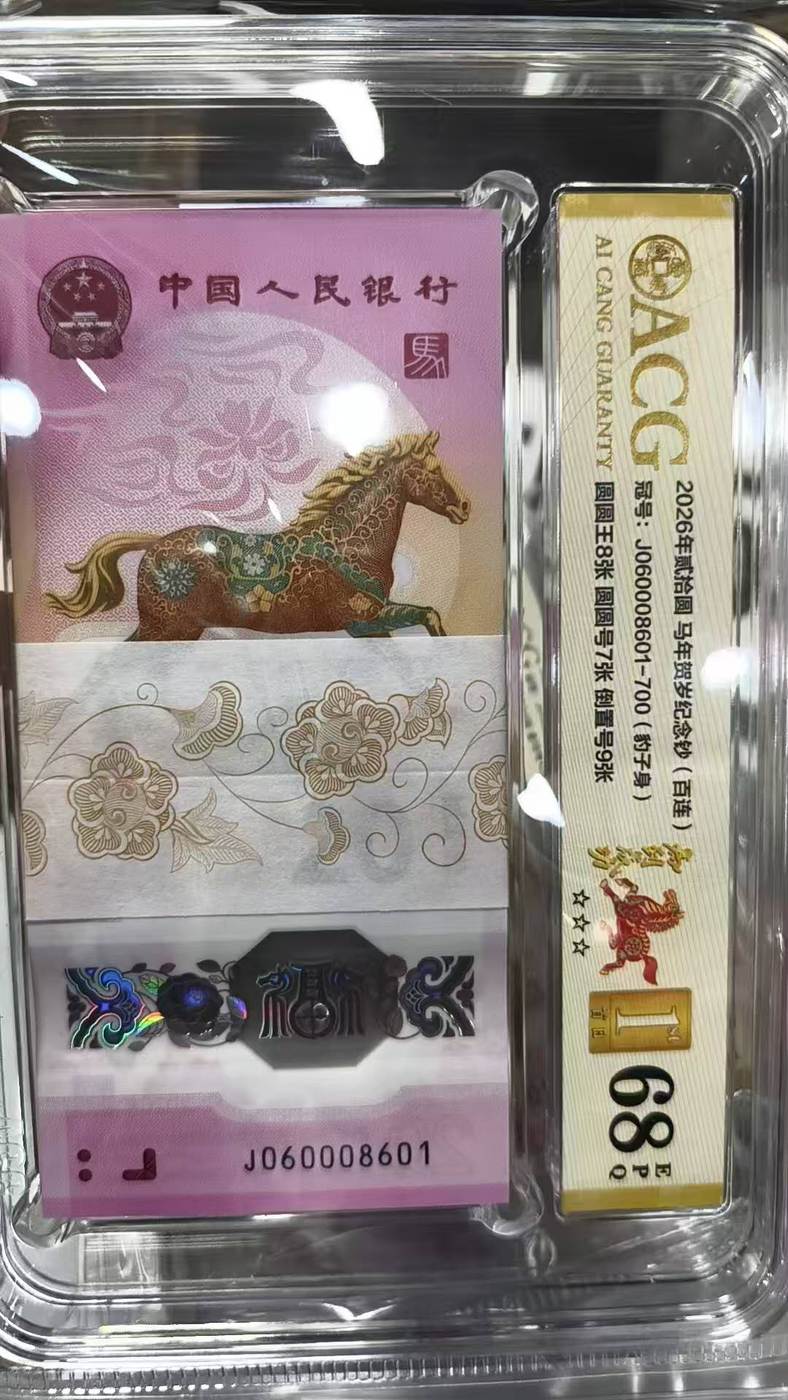 中国人民银行
馬
J060008601
ACG
AI CANG GUARANTY
2026年贰拾圆 马年贺岁纪念钞（百连）
冠号：J060008601-700（豹子身）
圆圆王8张 圆圆号7张 倒置号9张
☆☆☆
1ST
68
EPQ